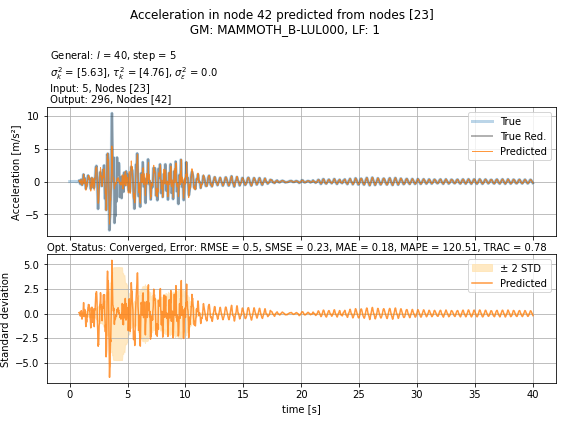 Acceleration in node 42 predicted from nodes [23]
GM: MAMMOTH_B-LUL000, LF: 1
General: l = 40, step = 5
σ²ₖ = [5.63], τ²ₖ = [4.76], σ²ε = 0.0
Input: 5, Nodes [23]
Output: 296, Nodes [42]
10
5
0
−5
Acceleration [m/s²]
True
True Red.
Predicted
Opt. Status: Converged, Error: RMSE = 0.5, SMSE = 0.23, MAE = 0.18, MAPE = 120.51, TRAC = 0.78
5.0
2.5
0.0
−2.5
−5.0
Standard deviation
± 2 STD
Predicted
0 5 10 15 20 25 30 35 40
time [s]